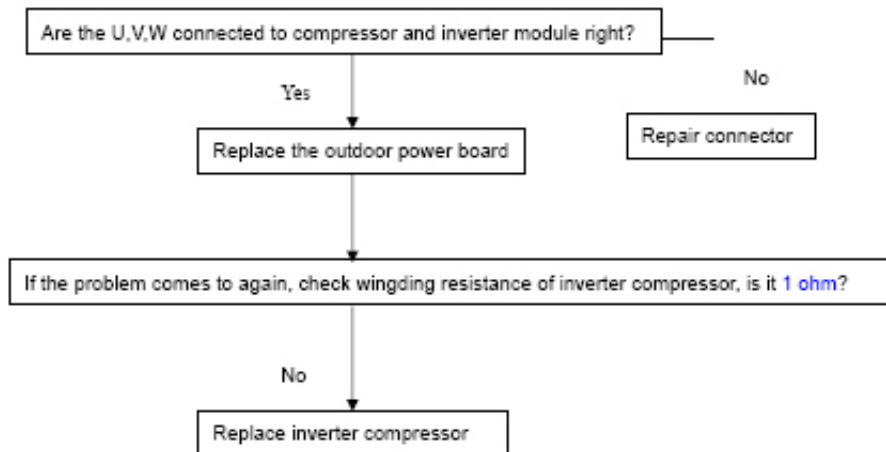 Are the U,V,W connected to compressor and inverter module right?
No
Yes
Repair connector
Replace the outdoor power board
If the problem comes to again, check wingding resistance of inverter compressor, is it 1 ohm?
No
Replace inverter compressor